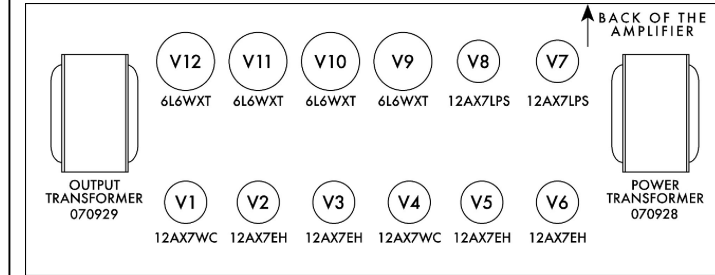 BACK OF THE
AMPLIFIER
V12 V11 V10 V9 V8 V7
6L6WXT 6L6WXT 6L6WXT 6L6WXT 12AX7LPS 12AX7LPS
OUTPUT
TRANSFORMER
070929
POWER
TRANSFORMER
070928
V1 V2 V3 V4 V5 V6
12AX7WC 12AX7EH 12AX7EH 12AX7WC 12AX7EH 12AX7EH